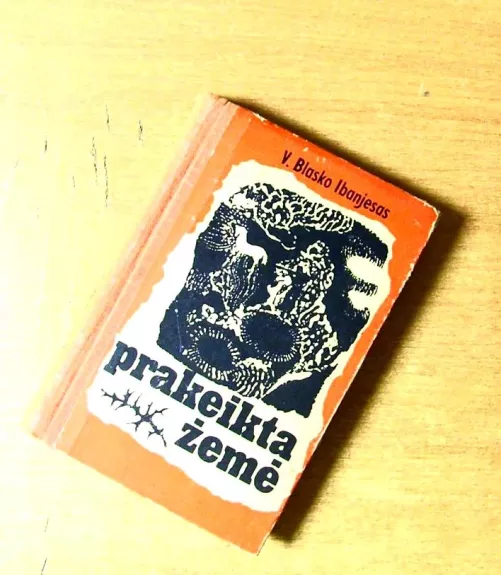 V. Blasko Ibanjesas
prakeikta
žemė